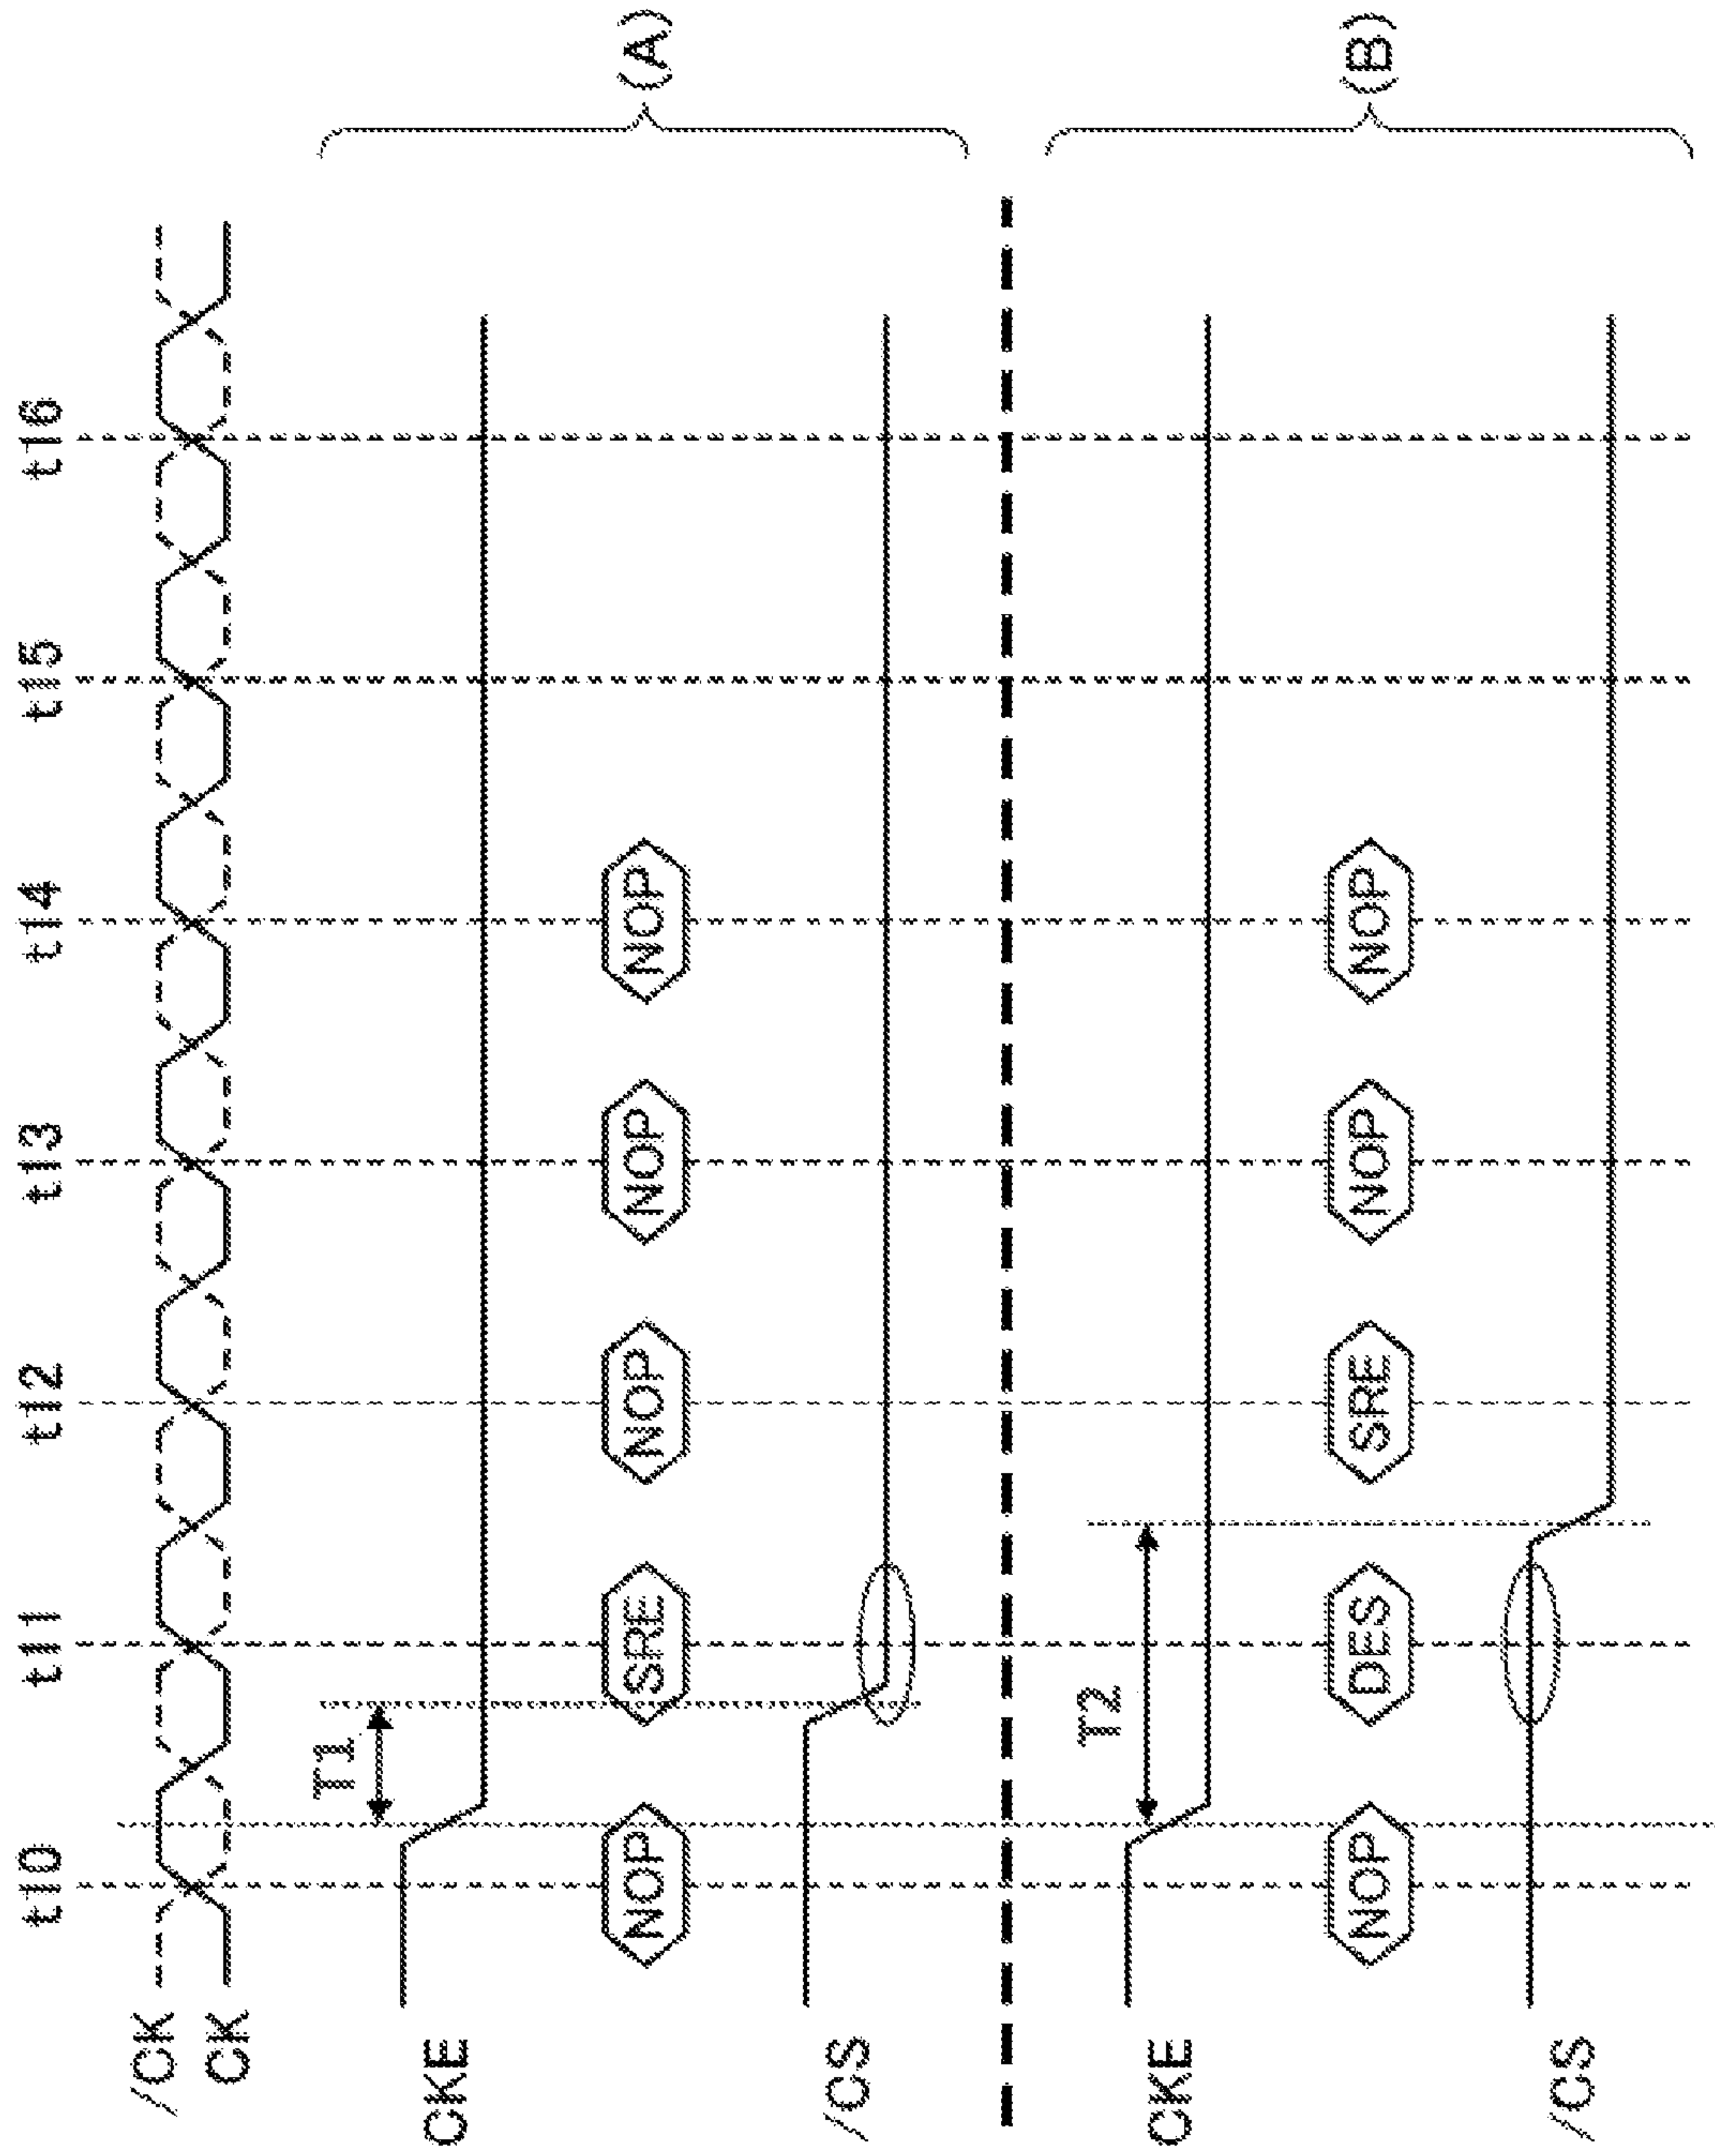 t10 t11 t12 t13 t14 t15 t16
/CK
CK
CKE
T1
NOP SRE NOP NOP NOP
/CS
(A)
CKE
T2
NOP DES SRE NOP NOP
/CS
(B)